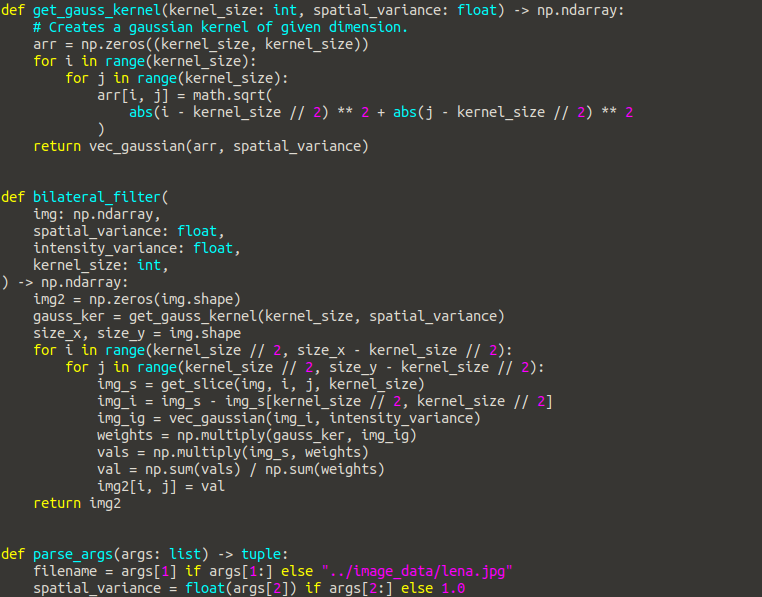 def get_gauss_kernel(kernel_size: int, spatial_variance: float) -> np.ndarray:
    # Creates a gaussian kernel of given dimension.
    arr = np.zeros((kernel_size, kernel_size))
    for i in range(kernel_size):
        for j in range(kernel_size):
            arr[i, j] = math.sqrt(
                abs(i - kernel_size // 2) ** 2 + abs(j - kernel_size // 2) ** 2
            )
    return vec_gaussian(arr, spatial_variance)
def bilateral_filter(
    img: np.ndarray,
    spatial_variance: float,
    intensity_variance: float,
    kernel_size: int,
) -> np.ndarray:
    img2 = np.zeros(img.shape)
    gauss_ker = get_gauss_kernel(kernel_size, spatial_variance)
    size_x, size_y = img.shape
    for i in range(kernel_size // 2, size_x - kernel_size // 2):
        for j in range(kernel_size // 2, size_y - kernel_size // 2):
            img_s = get_slice(img, i, j, kernel_size)
            img_i = img_s - img_s[kernel_size // 2, kernel_size // 2]
            img_ig = vec_gaussian(img_i, intensity_variance)
            weights = np.multiply(gauss_ker, img_ig)
            vals = np.multiply(img_s, weights)
            val = np.sum(vals) / np.sum(weights)
            img2[i, j] = val
    return img2
def parse_args(args: list) -> tuple:
    filename = args[1] if args[1:] else "../image_data/lena.jpg"
    spatial_variance = float(args[2]) if args[2:] else 1.0